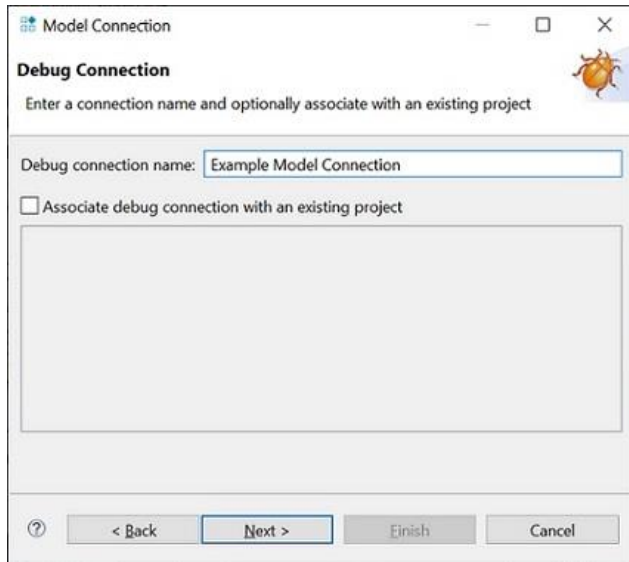 Model Connection
Debug Connection
Enter a connection name and optionally associate with an existing project
Debug connection name: Example Model Connection
Associate debug connection with an existing project
? < Back Next > Finish Cancel